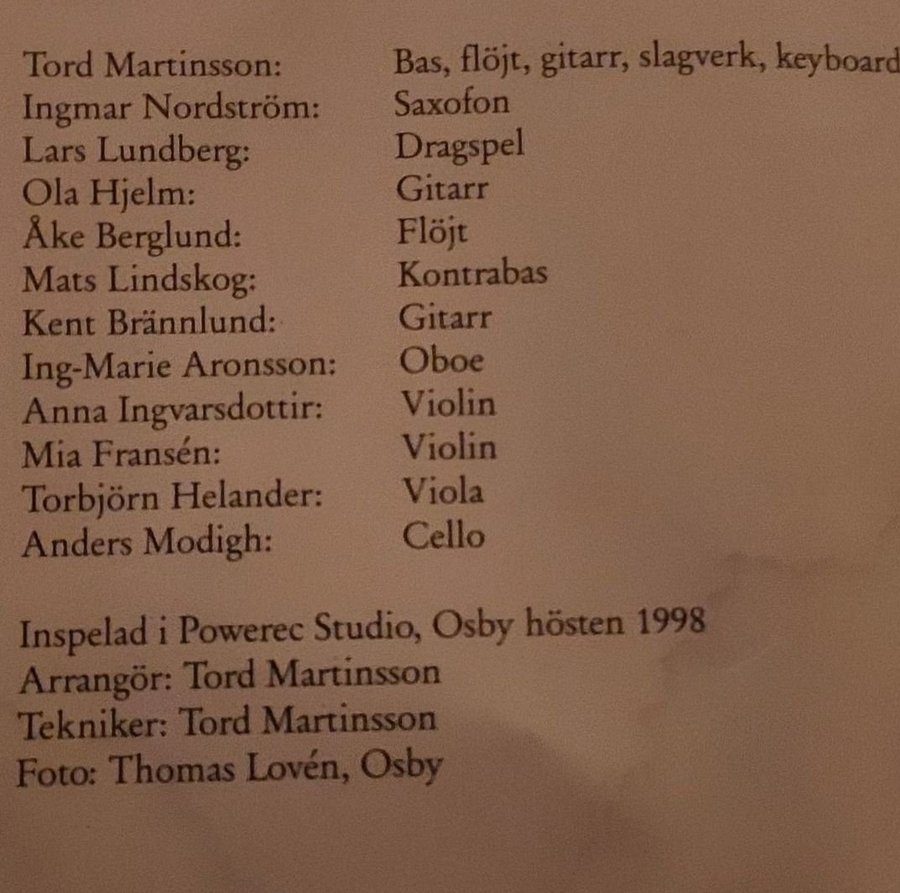 Tord Martinsson: Bas, flöjt, gitarr, slagverk, keyboard
Ingmar Nordström: Saxofon
Lars Lundberg: Dragspel
Ola Hjelm: Gitarr
Åke Berglund: Flöjt
Mats Lindskog: Kontrabas
Kent Brännlund: Gitarr
Ing-Marie Aronsson: Oboe
Anna Ingvarsdottir: Violin
Mia Fransén: Violin
Torbjörn Helander: Viola
Anders Modigh: Cello
Inspelad i Powerec Studio, Osby hösten 1998
Arrangör: Tord Martinsson
Tekniker: Tord Martinsson
Foto: Thomas Lovén, Osby